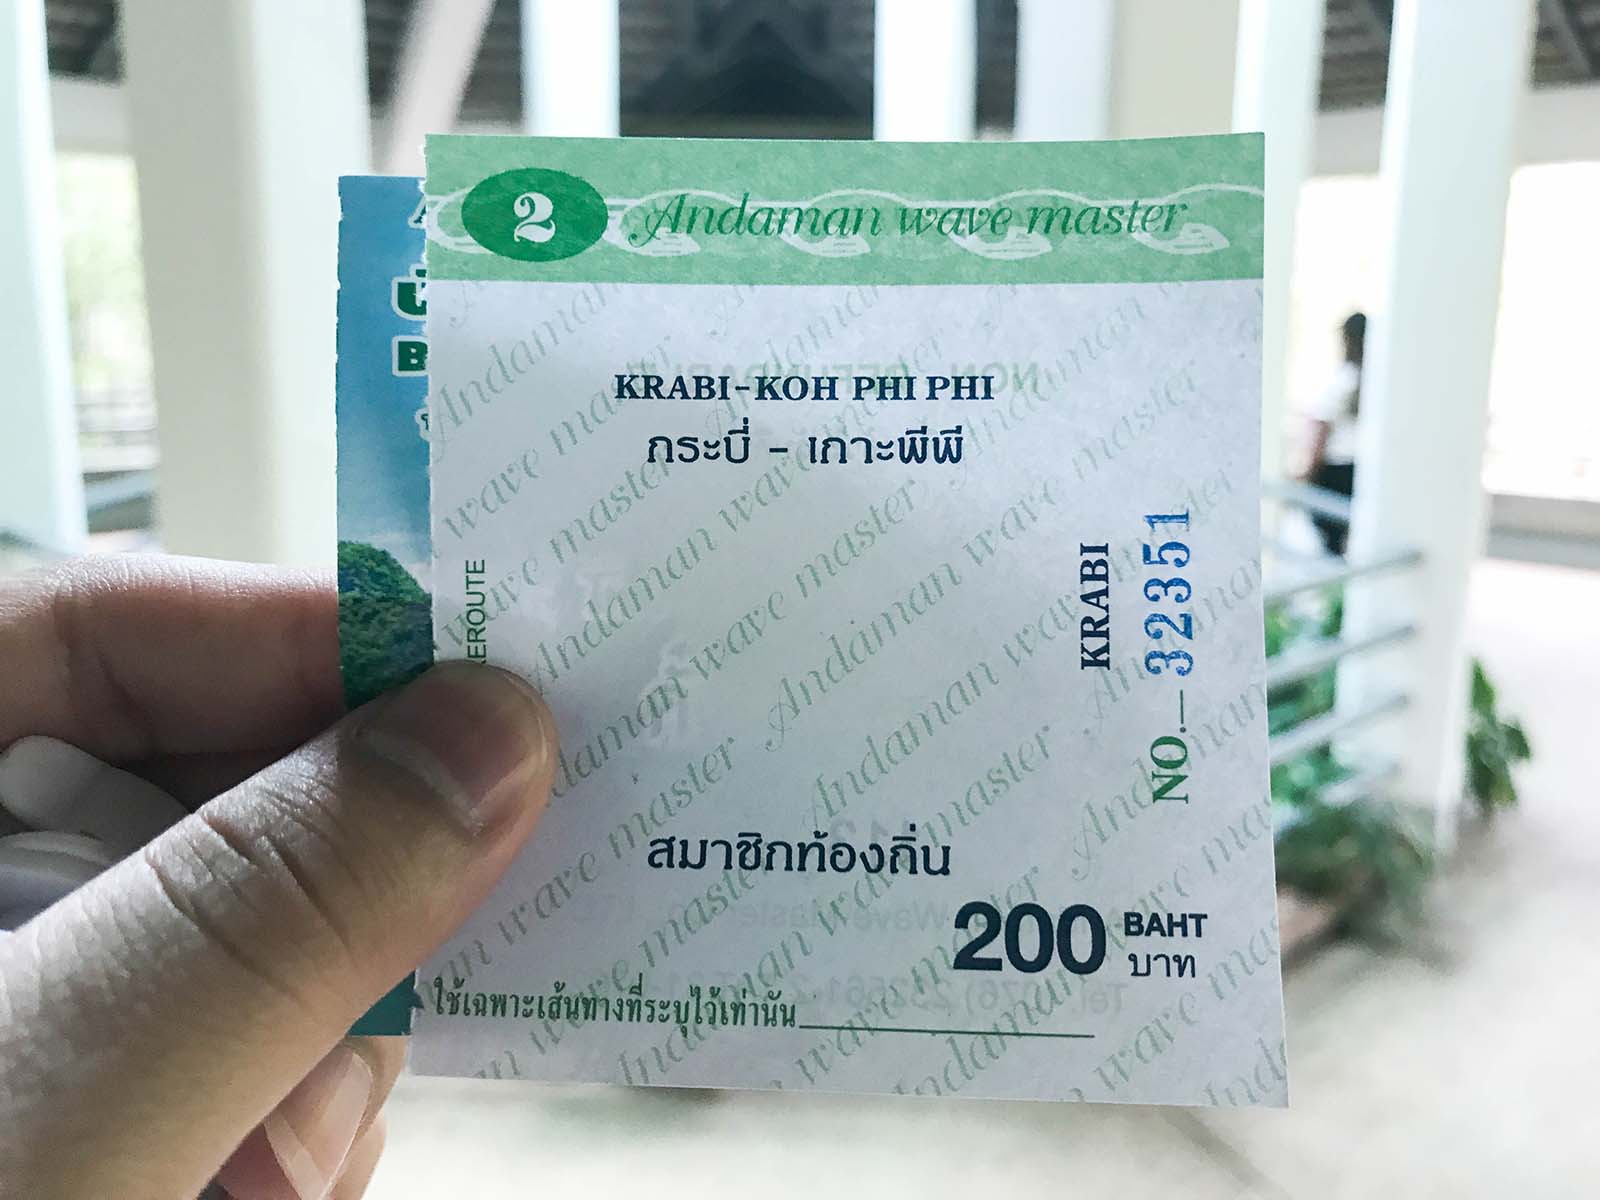 2 Andaman wave master
KRABI-KOH PHI PHI
กระบี่ - เกาะพีพี
KRABI
NO. 32351
สมาชิกท้องถิ่น
200 BAHT
บาท
ใช้เฉพาะเส้นทางที่ระบุไว้เท่านั้น